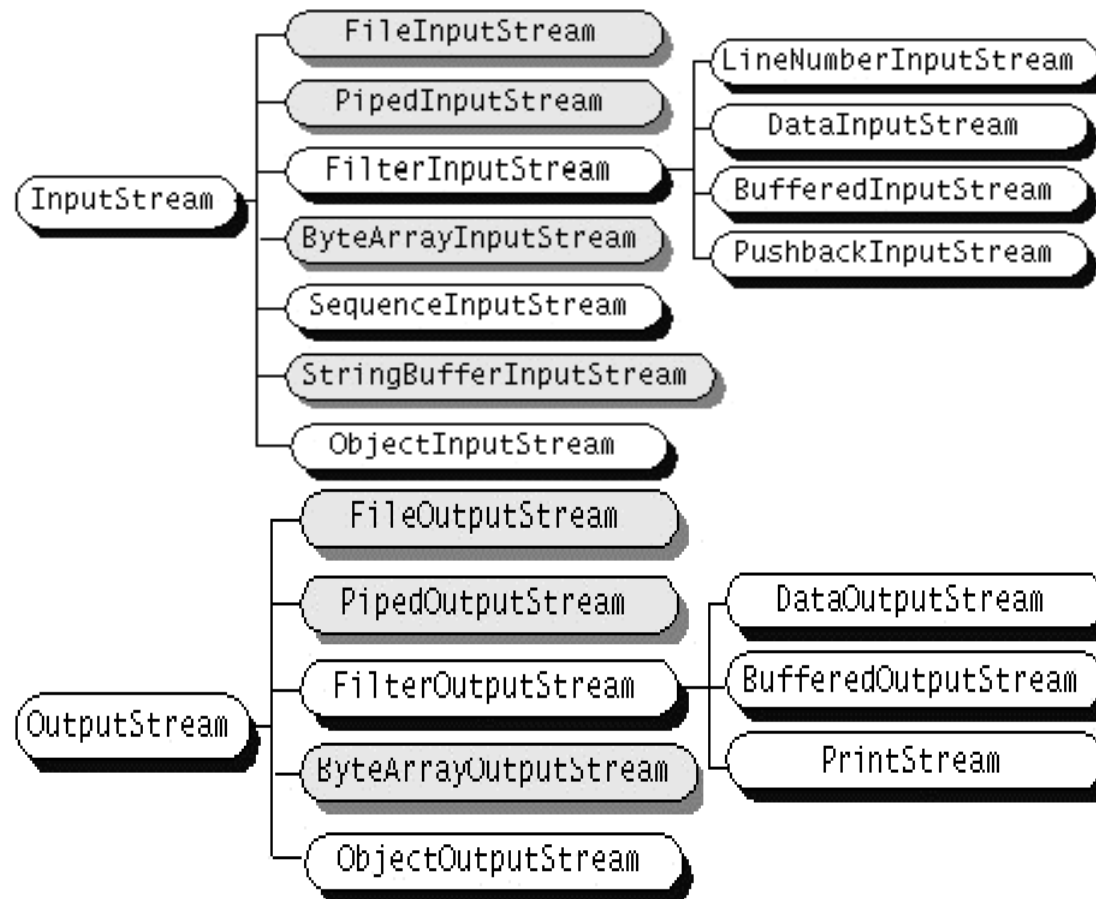 FileInputStream
LineNumberInputStream
PipedInputStream
DataInputStream
FilterInputStream
InputStream
BufferedInputStream
ByteArrayInputStream
PushbackInputStream
SequenceInputStream
StringBufferInputStream
ObjectInputStream
FileOutputStream
PipedOutputStream
DataOutputStream
FilterOutputStream
BufferedOutputStream
OutputStream
ByteArrayOutputStream
PrintStream
ObjectOutputStream